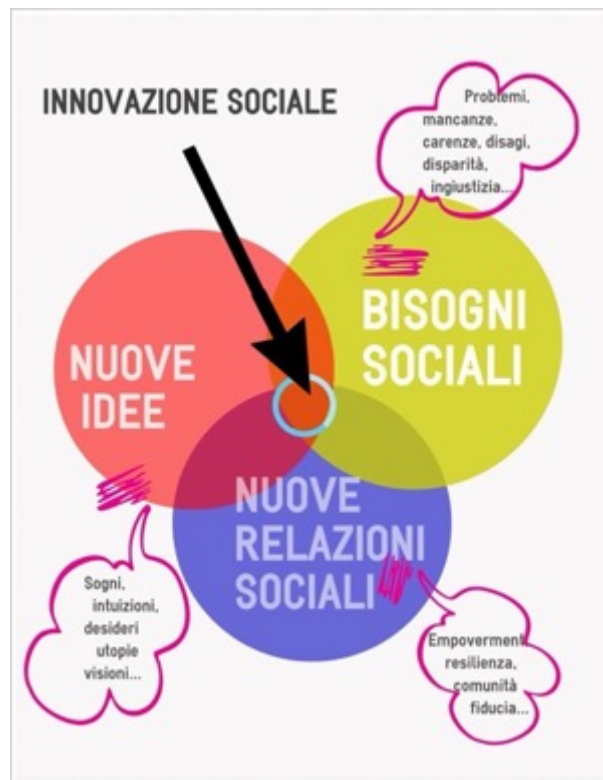 INNOVAZIONE SOCIALE
Problemi,
mancanze,
carenze, disagi,
disparità,
ingiustizia...
BISOGNI
SOCIALI
NUOVE
IDEE
NUOVE
RELAZIONI
SOCIALI
Sogni,
intuizioni,
desideri
utopie
visioni...
Empoverment,
resilienza,
comunità
fiducia...